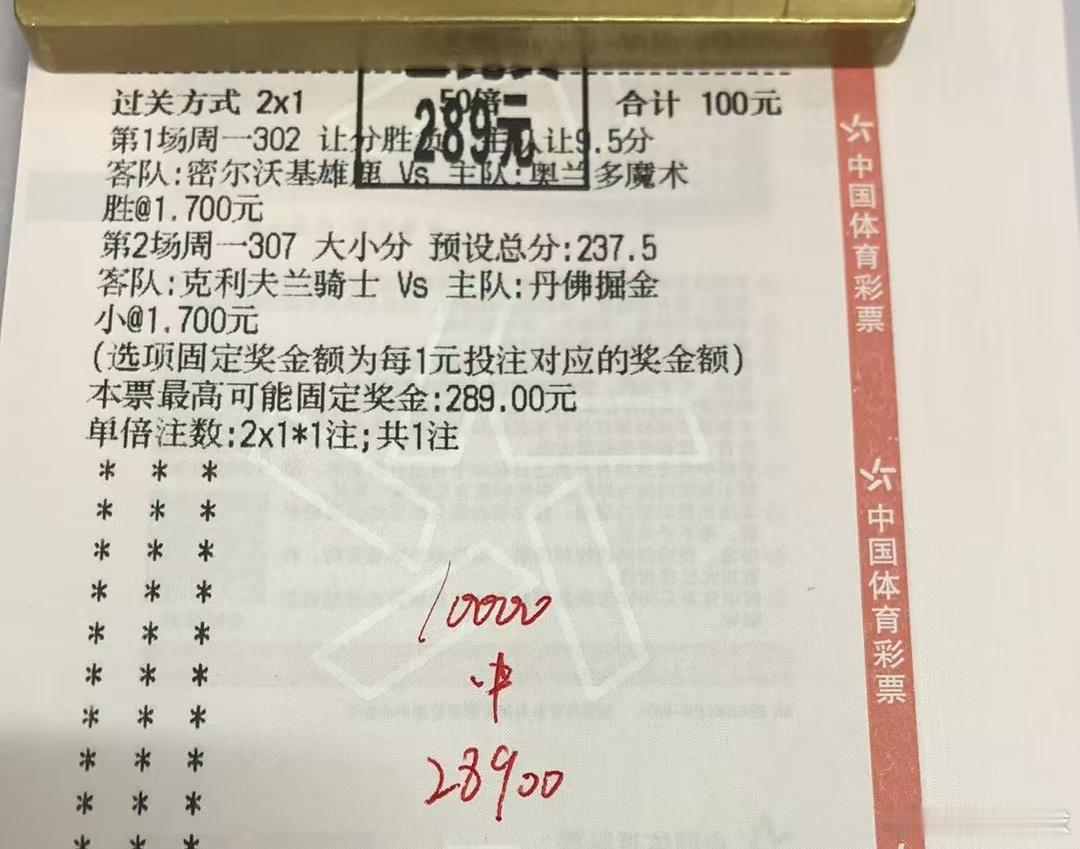 过关方式 2x1 50倍 合计 100元
289元
第1场周一302 让分胜负 主队让9.5分
客队:密尔沃基雄鹿 Vs 主队:奥兰多魔术
胜@1.700元
第2场周一307 大小分 预设总分:237.5
客队:克利夫兰骑士 Vs 主队:丹佛掘金
小@1.700元
(选项固定奖金额为每1元投注对应的奖金额)
本票最高可能固定奖金:289.00元
单倍注数:2x1*1注;共1注
* * *
* * *
* * *
* * *
* * *
* * *
* * *
* * *
* * *
* * *
10000
中
28900
中国体育彩票
中国体育彩票